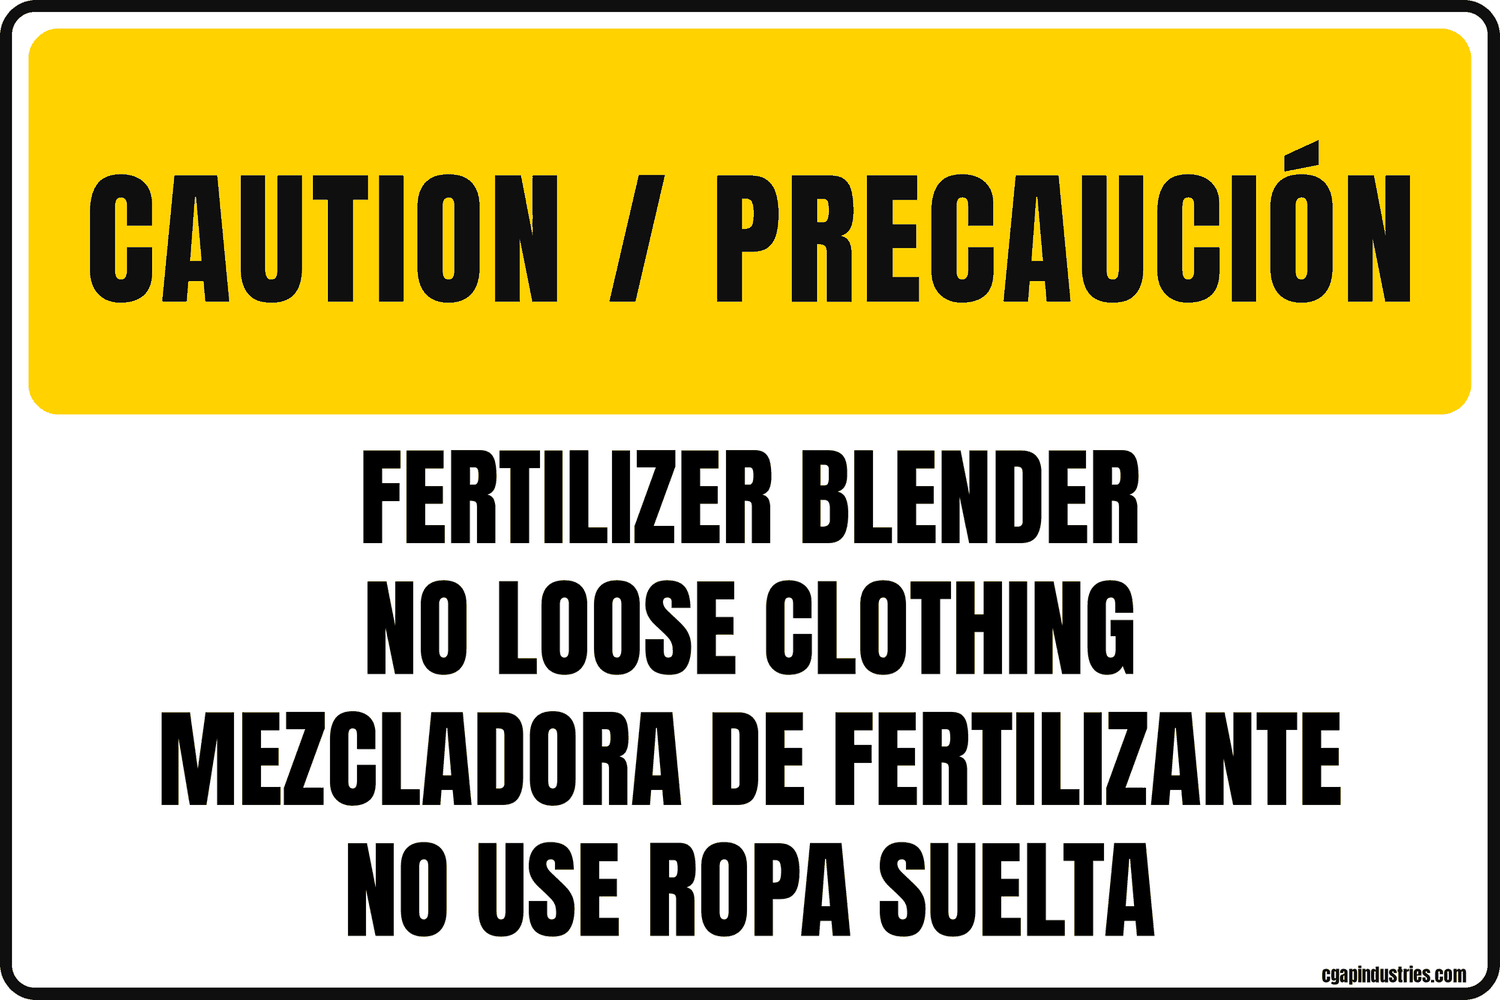 CAUTION / PRECAUCIÓN
FERTILIZER BLENDER
NO LOOSE CLOTHING
MEZCLADORA DE FERTILIZANTE
NO USE ROPA SUELTA
cgapindustries.com